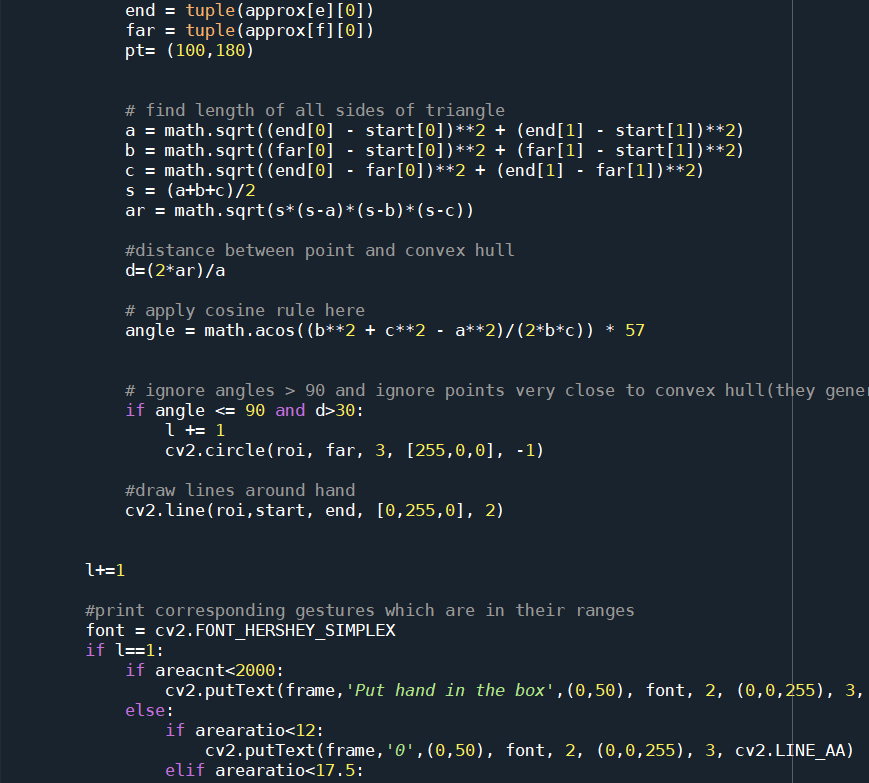 end = tuple(approx[e][0])
far = tuple(approx[f][0])
pt= (100,180)
# find length of all sides of triangle
a = math.sqrt((end[0] - start[0])**2 + (end[1] - start[1])**2)
b = math.sqrt((far[0] - start[0])**2 + (far[1] - start[1])**2)
c = math.sqrt((end[0] - far[0])**2 + (end[1] - far[1])**2)
s = (a+b+c)/2
ar = math.sqrt(s*(s-a)*(s-b)*(s-c))
#distance between point and convex hull
d=(2*ar)/a
# apply cosine rule here
angle = math.acos((b**2 + c**2 - a**2)/(2*b*c)) * 57
# ignore angles > 90 and ignore points very close to convex hull(they gene
if angle <= 90 and d>30:
l += 1
cv2.circle(roi, far, 3, [255,0,0], -1)
#draw lines around hand
cv2.line(roi,start, end, [0,255,0], 2)
l+=1
#print corresponding gestures which are in their ranges
font = cv2.FONT_HERSHEY_SIMPLEX
if l==1:
if areacnt<2000:
cv2.putText(frame,'Put hand in the box',(0,50), font, 2, (0,0,255), 3,
else:
if arearatio<12:
cv2.putText(frame,'0',(0,50), font, 2, (0,0,255), 3, cv2.LINE_AA)
elif arearatio<17.5: